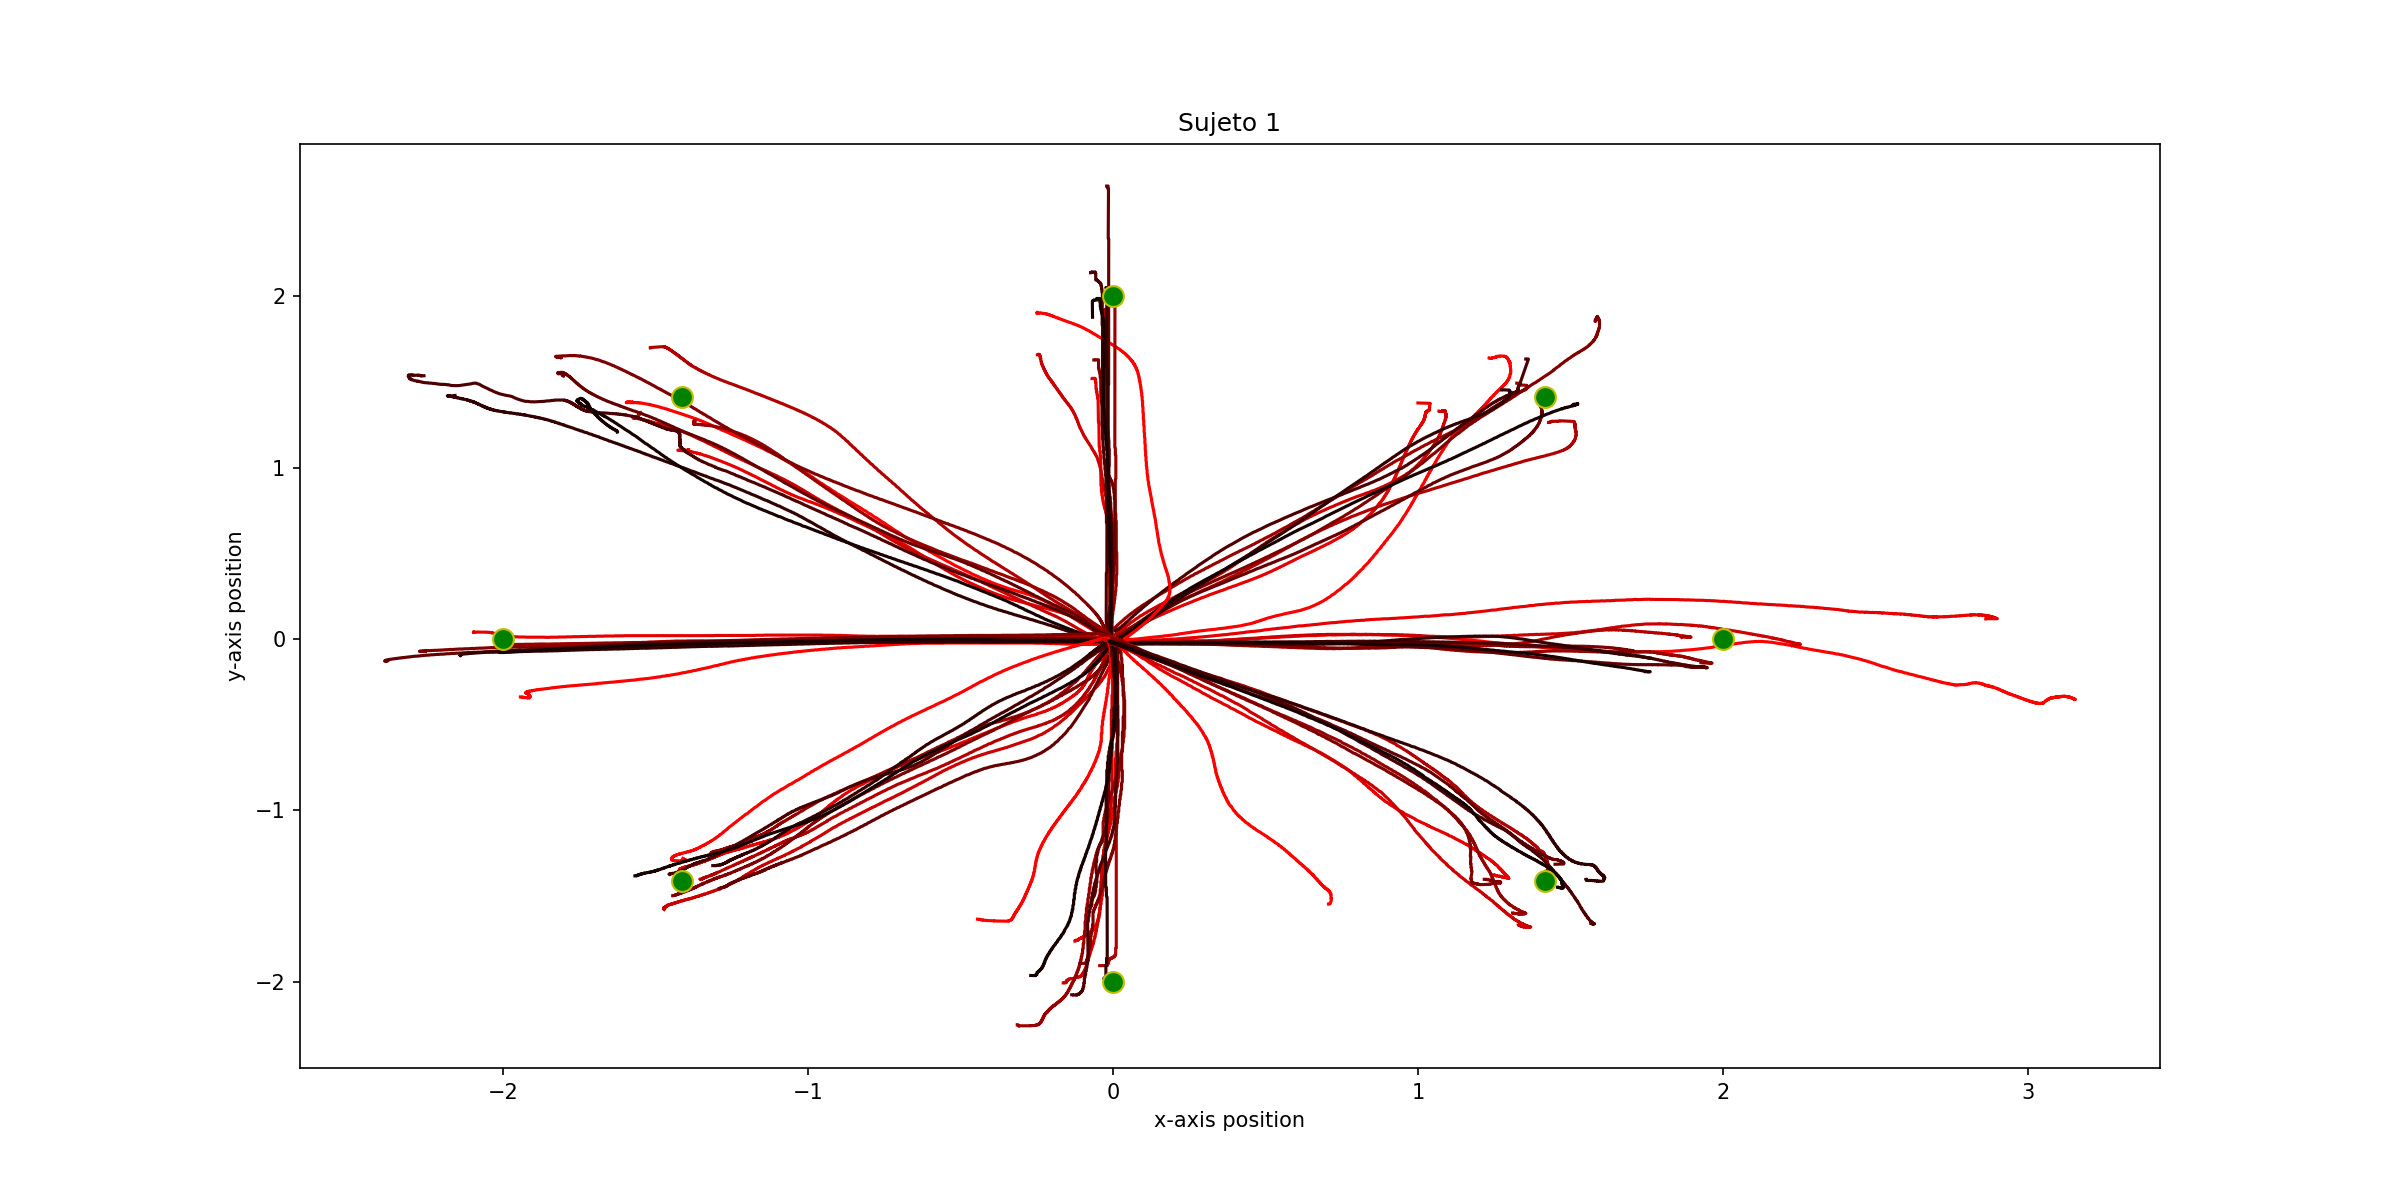 Sujeto 1
y-axis position
2
1
0
−1
−2
−2 −1 0 1 2 3
x-axis position